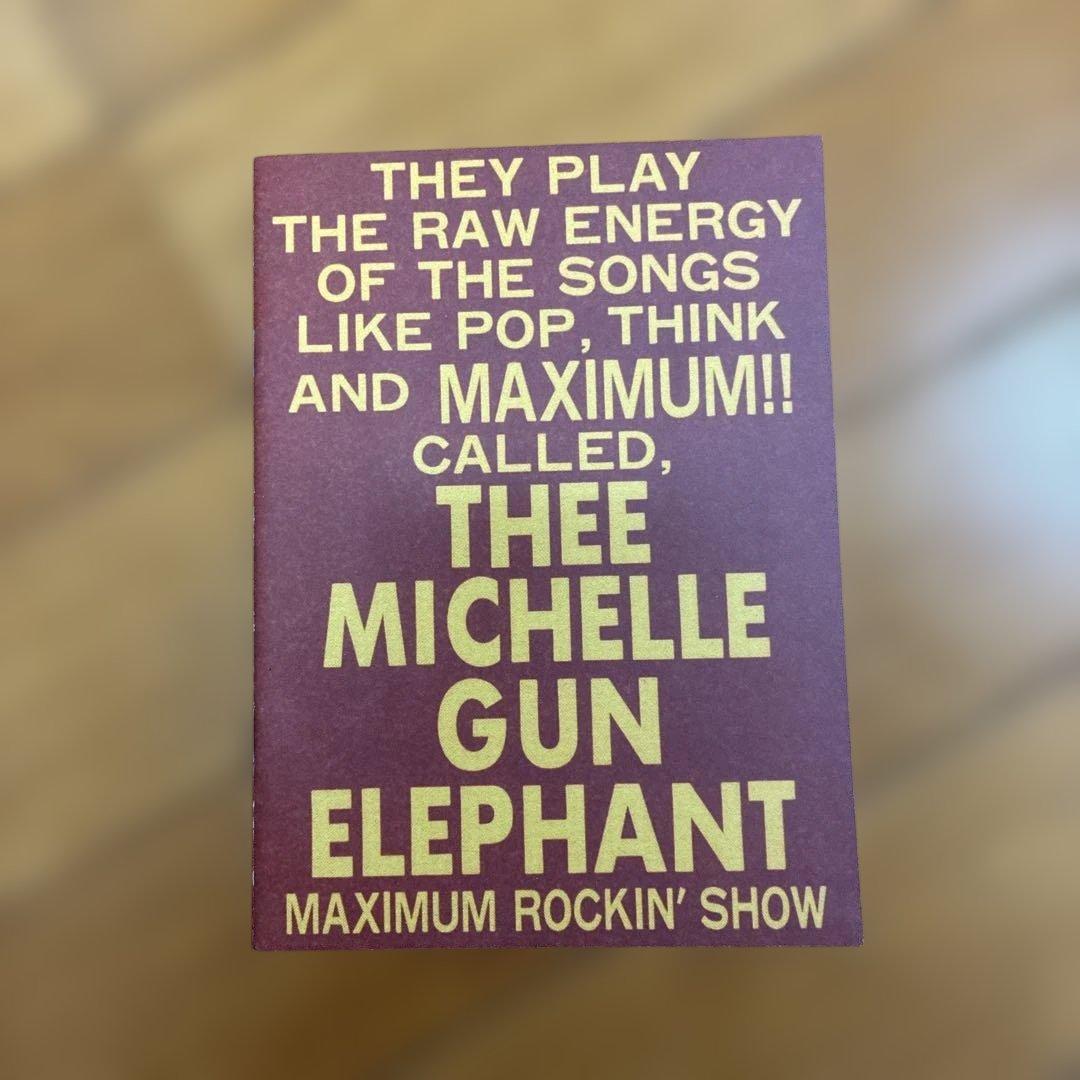 THEY PLAY
THE RAW ENERGY
OF THE SONGS
LIKE POP, THINK
AND MAXIMUM!!
CALLED,
THEE
MICHELLE
GUN
ELEPHANT
MAXIMUM ROCKIN' SHOW